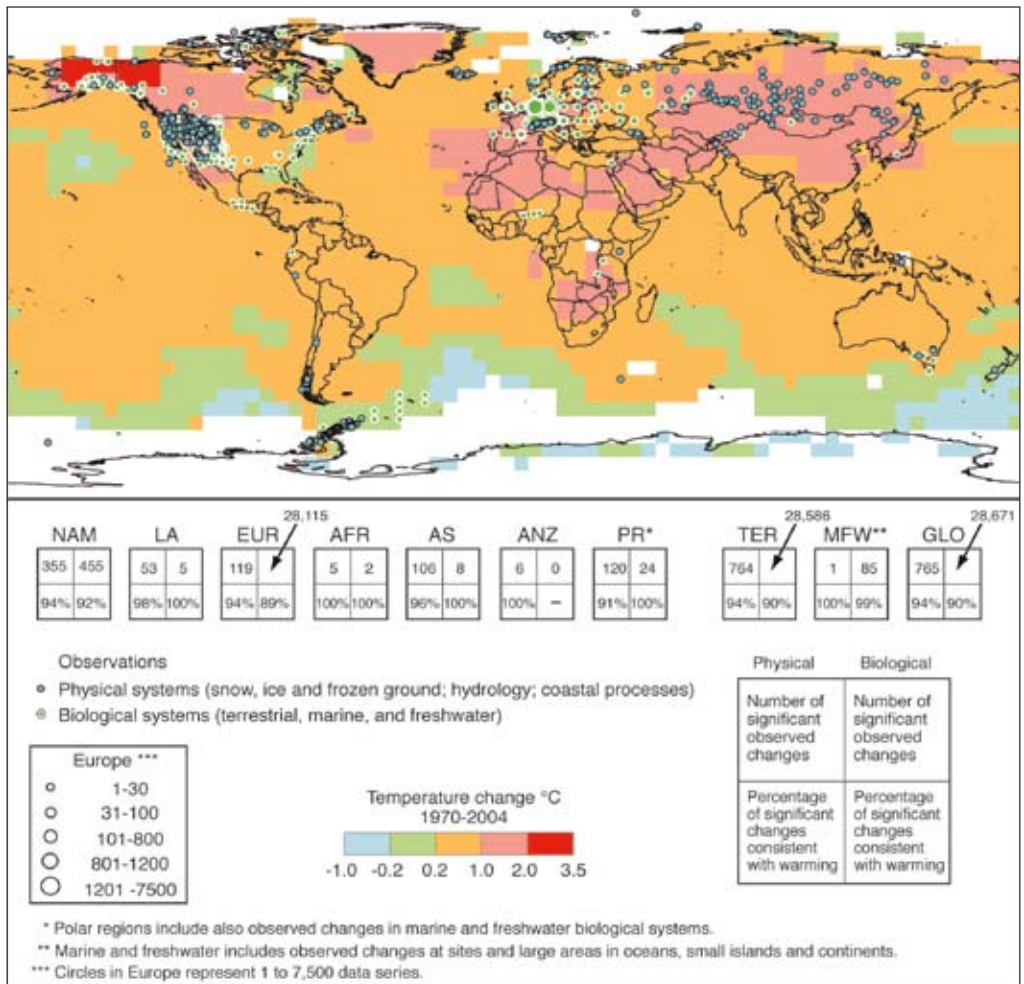 28,115
28,586
28,671
NAM LA EUR AFR AS ANZ PR* TER MFW** GLO
355 455 53 5 119 5 2 106 8 6 0 120 24 764 1 85 765
94% 92% 98% 100% 94% 89% 100% 100% 96% 100% 100% – 91% 100% 94% 90% 100% 99% 94% 90%
Observations
Physical systems (snow, ice and frozen ground; hydrology; coastal processes)
Biological systems (terrestrial, marine, and freshwater)
Europe ***
1-30
31-100
101-800
801-1200
1201 -7500
Temperature change °C
1970-2004
-1.0 -0.2 0.2 1.0 2.0 3.5
Physical Biological
Number of significant observed changes
Number of significant observed changes
Percentage of significant changes consistent with warming
Percentage of significant changes consistent with warming
* Polar regions include also observed changes in marine and freshwater biological systems.
** Marine and freshwater includes observed changes at sites and large areas in oceans, small islands and continents.
*** Circles in Europe represent 1 to 7,500 data series.